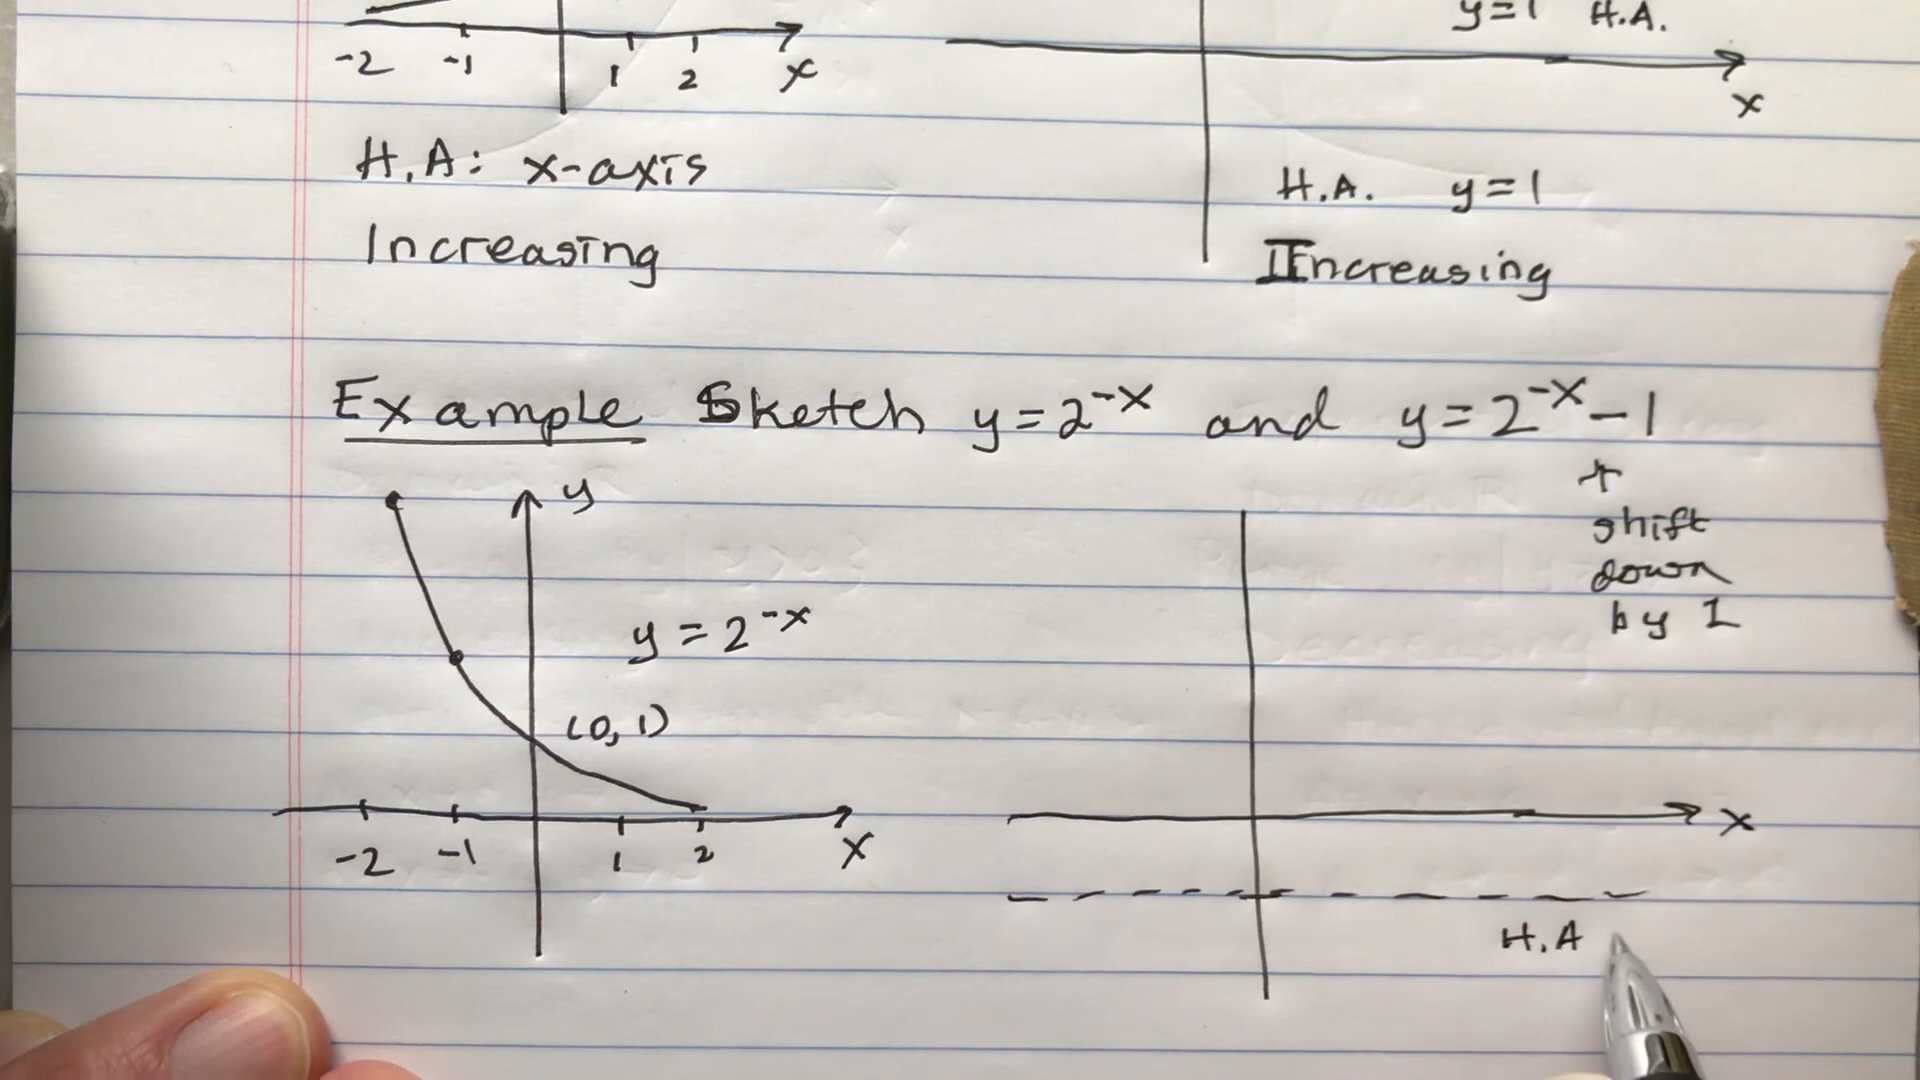 y=1 H.A.
-2 -1 1 2 x
x
H.A: x-axis
H.A. y=1
Increasing
IIncreasing
Example Sketch y=2^-x and y=2^-x-1
shift
down
by 1
y
y=2^-x
(0,1)
-2 -1 1 2 x
x
H.A